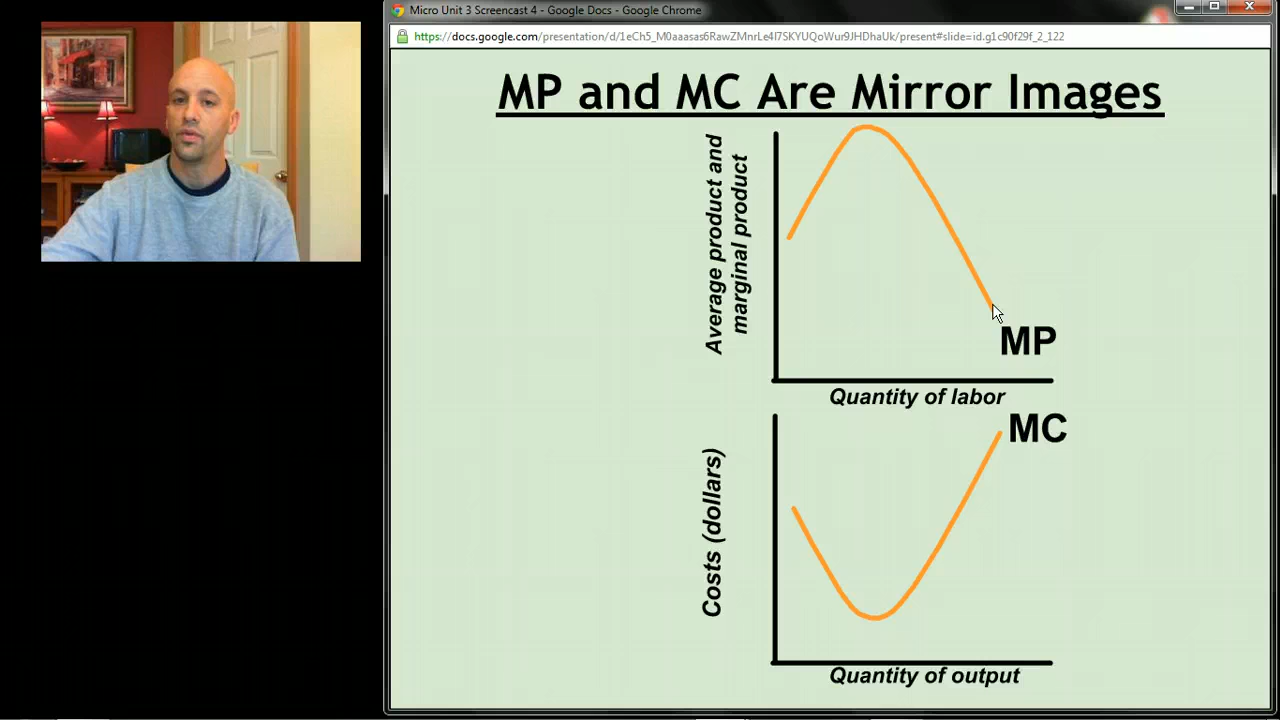 Micro Unit 3 Screencast 4 - Google Docs - Google Chrome
https://docs.google.com/presentation/d/1eCh5_M0aaasas6RawZMnrLe4l7SKYUQoWur9JHDhaUk/present#slide=id.g1c90f29f_2_122
MP and MC Are Mirror Images
Average product and
marginal product
MP
Quantity of labor
MC
Costs (dollars)
Quantity of output